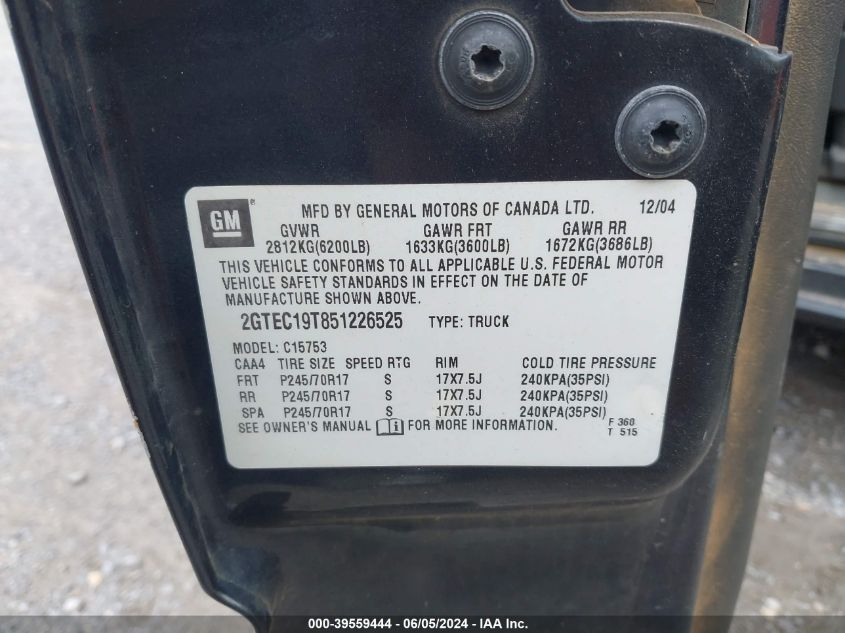 GM ® MFD BY GENERAL MOTORS OF CANADA LTD. 12/04
GVWR GAWR FRT GAWR RR
2812KG(6200LB) 1633KG(3600LB) 1672KG(3686LB)
THIS VEHICLE CONFORMS TO ALL APPLICABLE U.S. FEDERAL MOTOR
VEHICLE SAFETY STANDARDS IN EFFECT ON THE DATE OF
MANUFACTURE SHOWN ABOVE.
2GTEC19T851226525 TYPE: TRUCK
MODEL: C15753
CAA4 TIRE SIZE SPEED RTG RIM COLD TIRE PRESSURE
FRT P245/70R17 S 17X7.5J 240KPA(35PSI)
RR P245/70R17 S 17X7.5J 240KPA(35PSI)
SPA P245/70R17 S 17X7.5J 240KPA(35PSI)
SEE OWNER'S MANUAL FOR MORE INFORMATION. F 360
T 515
000-39559444 - 06/05/2024 - IAA Inc.